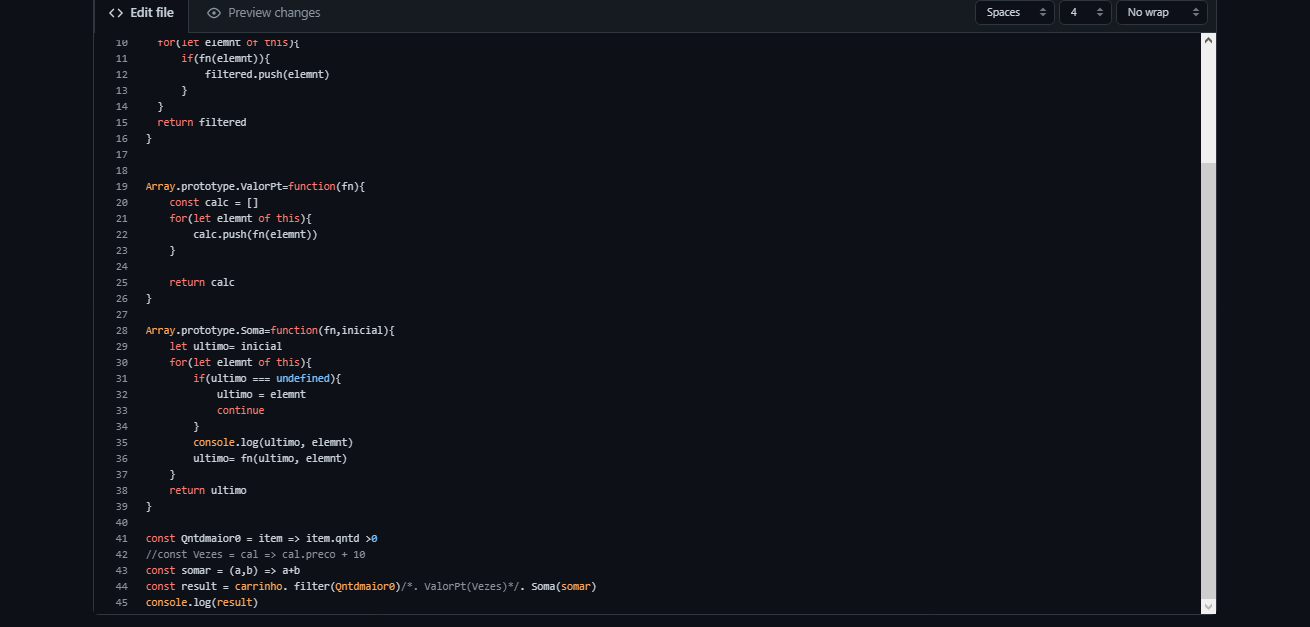 Edit file
Preview changes
Spaces
4
No wrap
10 for(let elemnt of this){
11 if(fn(elemnt)){
12 filtered.push(elemnt)
13 }
14 }
15 return filtered
16 }
17
18
19 Array.prototype.ValorPt=function(fn){
20 const calc = []
21 for(let elemnt of this){
22 calc.push(fn(elemnt))
23 }
24
25 return calc
26 }
27
28 Array.prototype.Soma=function(fn,inicial){
29 let ultimo= inicial
30 for(let elemnt of this){
31 if(ultimo === undefined){
32 ultimo = elemnt
33 continue
34 }
35 console.log(ultimo, elemnt)
36 ultimo= fn(ultimo, elemnt)
37 }
38 return ultimo
39 }
40
41 const Qntdmaior0 = item => item.qntd >0
42 //const Vezes = cal => cal.preco + 10
43 const somar = (a,b) => a+b
44 const result = carrinho. filter(Qntdmaior0)/*. ValorPt(Vezes)*/. Soma(somar)
45 console.log(result)